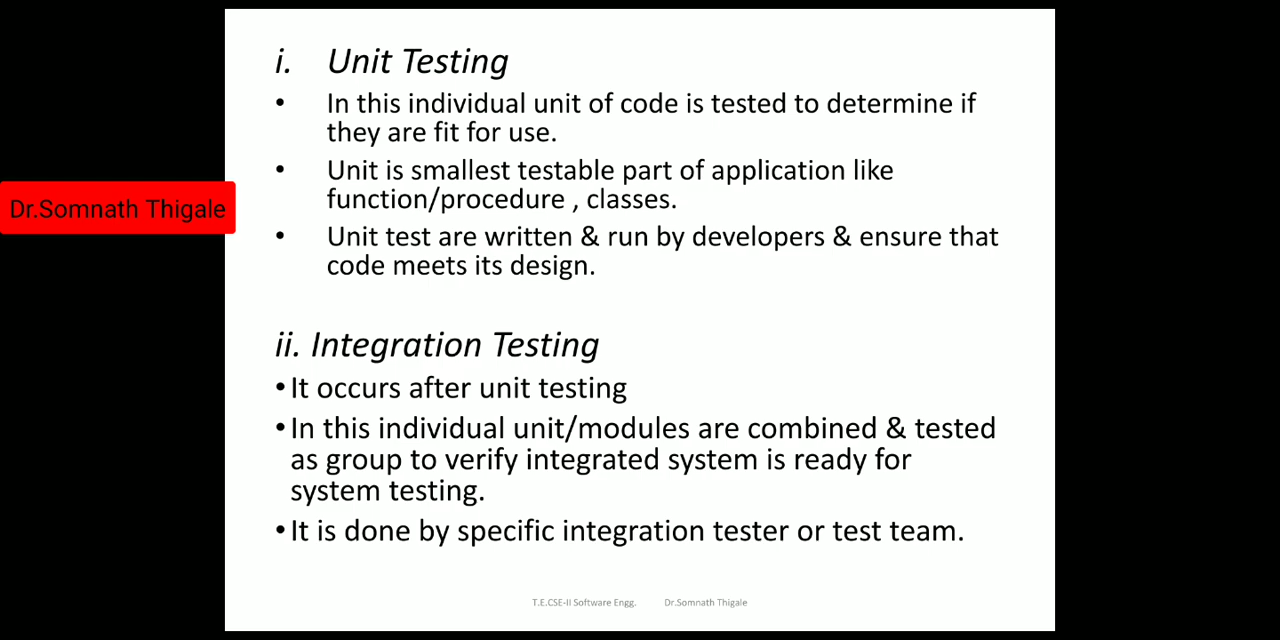 i. Unit Testing
• In this individual unit of code is tested to determine if
they are fit for use.
• Unit is smallest testable part of application like
function/procedure , classes.
Dr.Somnath Thigale
• Unit test are written & run by developers & ensure that
code meets its design.
ii. Integration Testing
•It occurs after unit testing
•In this individual unit/modules are combined & tested
as group to verify integrated system is ready for
system testing.
•It is done by specific integration tester or test team.
T.E.CSE-II Software Engg. Dr.Somnath Thigale